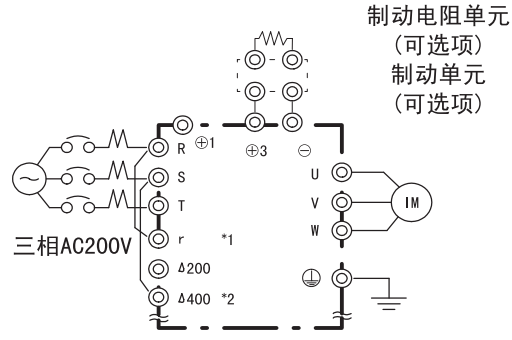 制动电阻单元
(可选项)
制动单元
(可选项)
⊕1
⊕3
⊖
R
S
T
r *1
Δ200
Δ400 *2
三相AC200V
U
V
W
IM